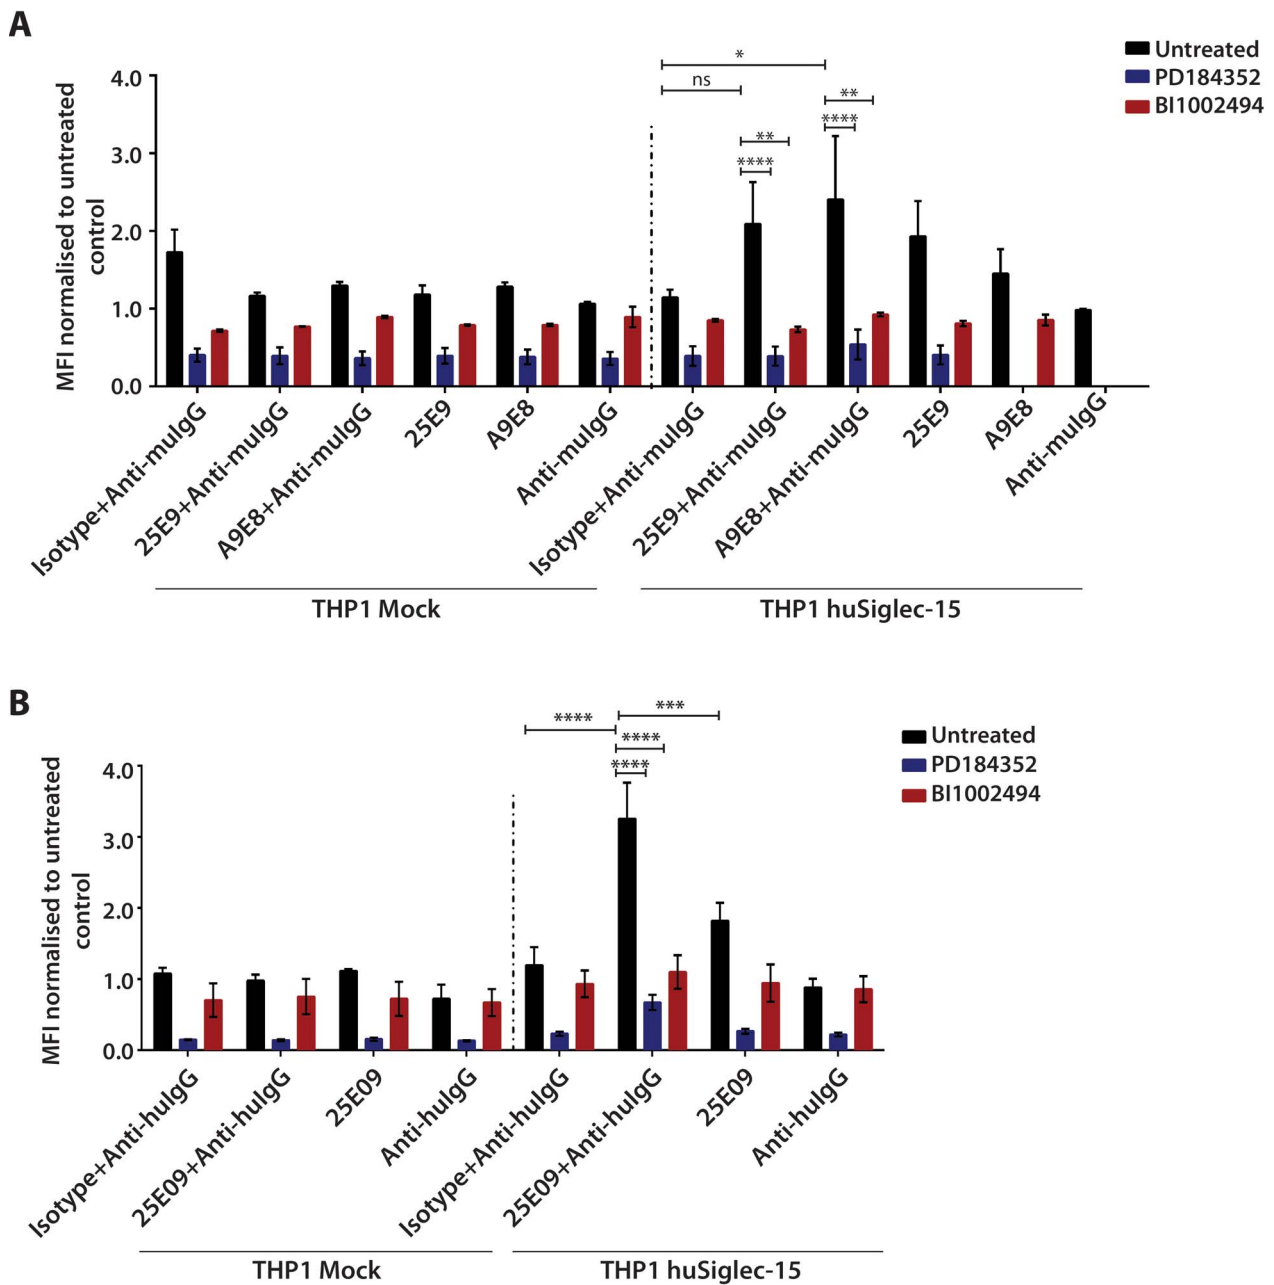 A
Untreated
PD184352
BI1002494
*
ns
**
****
**
****
MFI normalised to untreated
control
4.0
3.0
2.0
1.0
0.0
Isotype+Anti-muIgG
25E9+Anti-muIgG
A9E8+Anti-muIgG
25E9
A9E8
Anti-muIgG
Isotype+Anti-muIgG
25E9+Anti-muIgG
A9E8+Anti-muIgG
25E9
A9E8
Anti-muIgG
THP1 Mock
THP1 huSiglec-15
B
Untreated
PD184352
BI1002494
****
***
****
****
MFI normalised to untreated
control
4.0
3.0
2.0
1.0
0.0
Isotype+Anti-huIgG
25E09+Anti-huIgG
25E09
Anti-huIgG
Isotype+Anti-huIgG
25E09+Anti-huIgG
25E09
Anti-huIgG
THP1 Mock
THP1 huSiglec-15